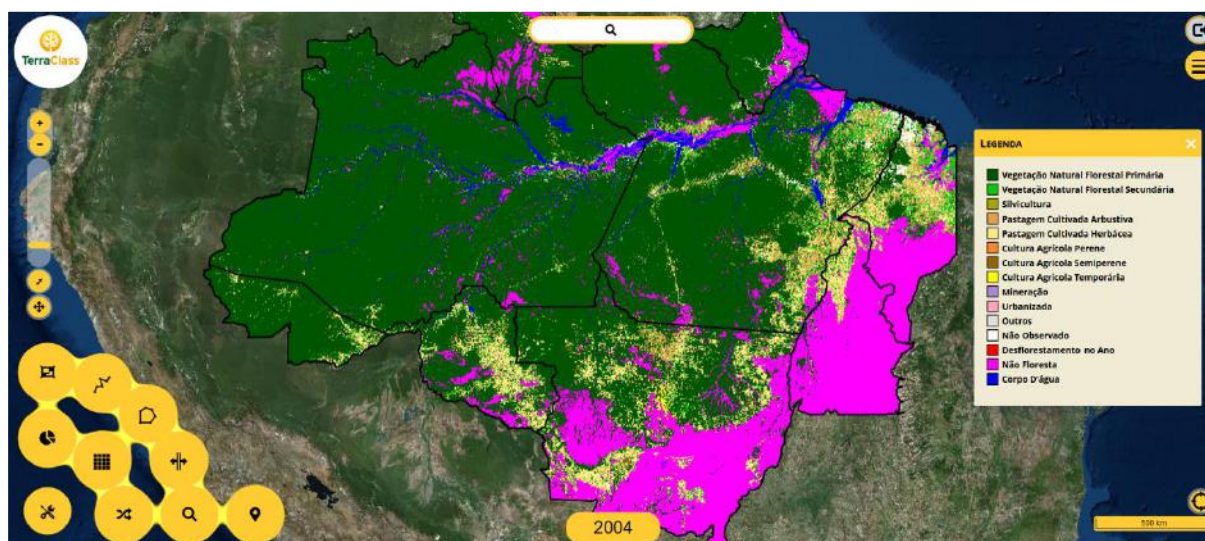 TerraClass
LEGENDA
Vegetação Natural Florestal Primária
Vegetação Natural Florestal Secundária
Silvicultura
Pastagem Cultivada Arbustiva
Pastagem Cultivada Herbácea
Cultura Agrícola Perene
Cultura Agrícola Semiperene
Cultura Agrícola Temporária
Mineração
Urbanizada
Outros
Não Observado
Desflorestamento no Ano
Não Floresta
Corpo D'água
2004
500 km